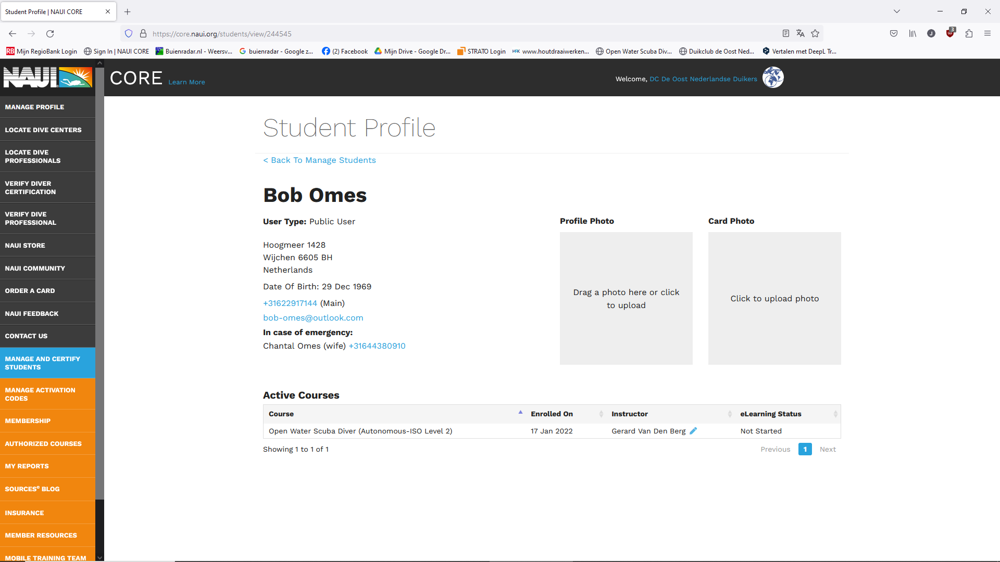 Student Profile | NAUI CORE
https://core.naui.org/students/view/244545
3
RB Mijn RegioBank Login
Sign In | NAUI CORE
Buienradar.nl - Weersv...
buienradar - Google z...
(2) Facebook
Mijn Drive - Google Dr...
STRATO Login
www.houtdraaiwerken...
Open Water Scuba Div...
Duikclub de Oost Ned...
Vertalen met DeepL Tr...
NAUI
CORE Learn More
Welcome, DC De Oost Nederlandse Duikers
MANAGE PROFILE
LOCATE DIVE CENTERS
LOCATE DIVE
PROFESSIONALS
VERIFY DIVER
CERTIFICATION
VERIFY DIVE
PROFESSIONAL
NAUI STORE
NAUI COMMUNITY
ORDER A CARD
NAUI FEEDBACK
CONTACT US
MANAGE AND CERTIFY
STUDENTS
MANAGE ACTIVATION
CODES
MEMBERSHIP
AUTHORIZED COURSES
MY REPORTS
SOURCES© BLOG
INSURANCE
MEMBER RESOURCES
MOBILE TRAINING TEAM
Student Profile
< Back To Manage Students
Bob Omes
User Type: Public User
Hoogmeer 1428
Wijchen 6605 BH
Netherlands
Date Of Birth: 29 Dec 1969
+31622917144 (Main)
bob-omes@outlook.com
In case of emergency:
Chantal Omes (wife) +31644380910
Profile Photo
Drag a photo here or click
to upload
Card Photo
Click to upload photo
Active Courses
Course Enrolled On Instructor eLearning Status
Open Water Scuba Diver (Autonomous-ISO Level 2) 17 Jan 2022 Gerard Van Den Berg Not Started
Showing 1 to 1 of 1
Previous 1 Next